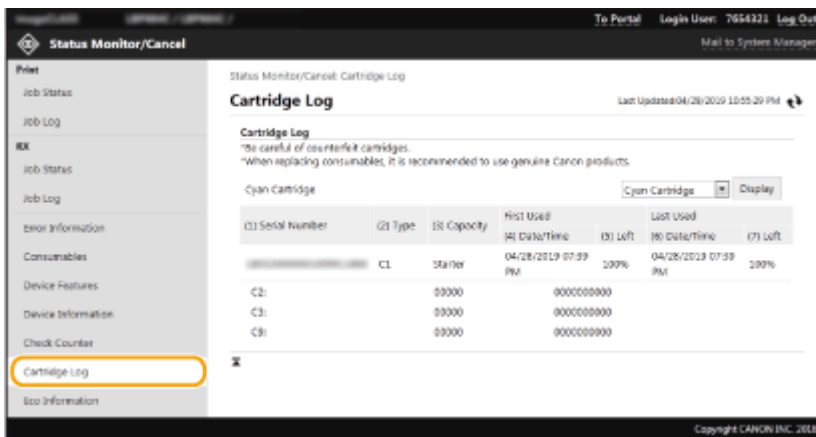 To Portal Login User: 7654321 Log Out
Status Monitor/Cancel
Mail to System Manager
Print
Job Status
Job Log
RX
Job Status
Job Log
Error Information
Consumables
Device Features
Device Information
Check Counter
Cartridge Log
Eco Information
Status Monitor/Cancel: Cartridge Log
Cartridge Log
Last Updated:04/28/2019 10:55:29 PM
Cartridge Log
*Be careful of counterfeit cartridges.
*When replacing consumables, it is recommended to use genuine Canon products.
Cyan Cartridge
Cyan Cartridge Display
First Used Last Used
(1) Serial Number (2) Type (3) Capacity (4) Date/Time (5) Left (6) Date/Time (7) Left
C1 Starter 04/28/2019 07:39 PM 100% 04/28/2019 07:39 PM 100%
C2: 00000 0000000000
C3: 00000 0000000000
C9: 00000 0000000000
Copyright CANON INC. 2018